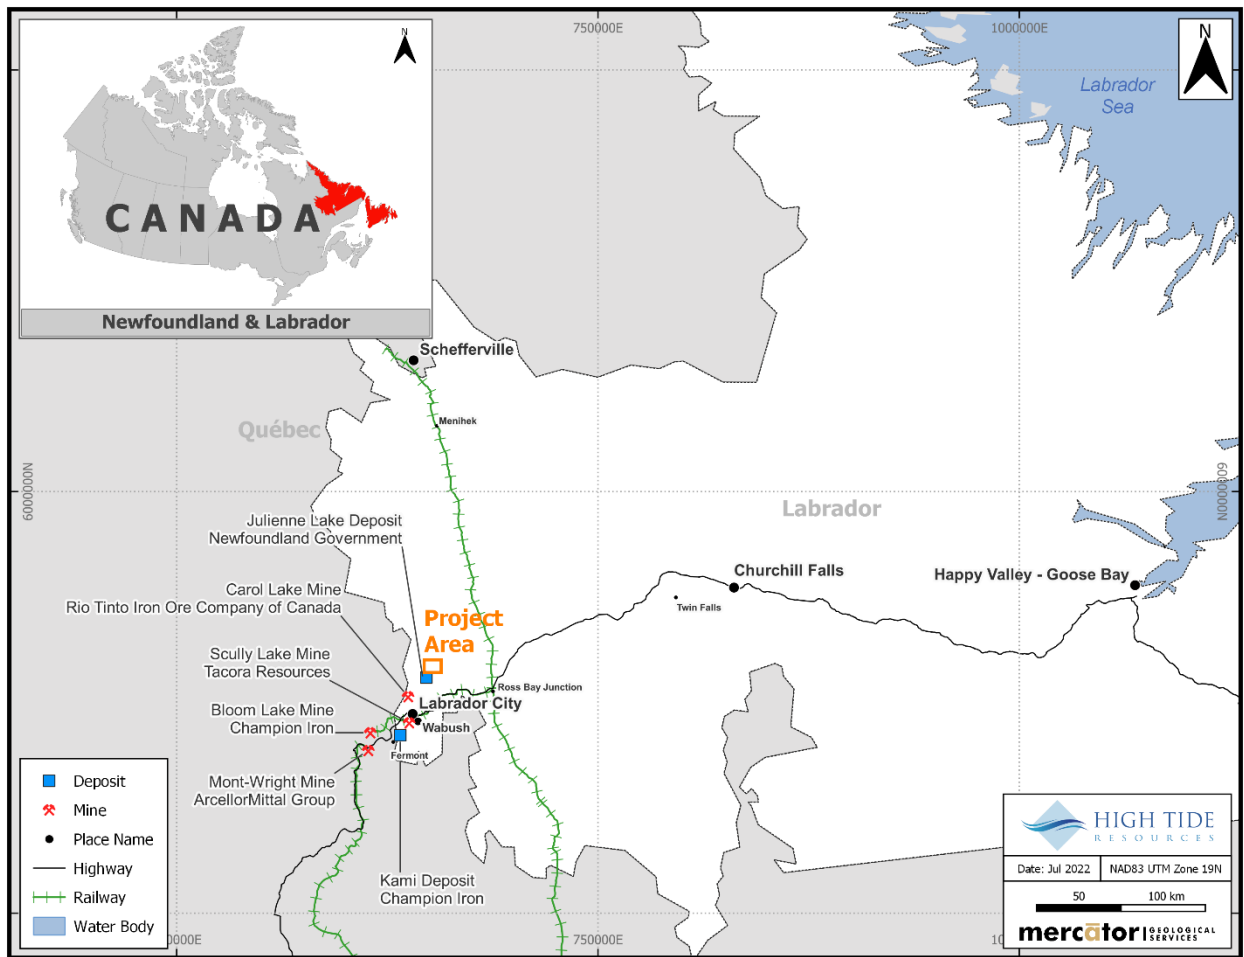 750000E
1000000E
N
N
Labrador
Sea
CANADA
Newfoundland & Labrador
Schefferville
Menihek
Québec
6000000N
6000000N
Labrador
Julienne Lake Deposit
Newfoundland Government
Churchill Falls
Happy Valley - Goose Bay
Twin Falls
Carol Lake Mine
Rio Tinto Iron Ore Company of Canada
Project
Area
Scully Lake Mine
Tacora Resources
Ross Bay Junction
Labrador City
Bloom Lake Mine
Champion Iron
Wabush
Fermont
Mont-Wright Mine
ArcellorMittal Group
Kami Deposit
Champion Iron
Deposit
Mine
Place Name
Highway
Railway
Water Body
HIGH TIDE
RESOURCES
Date: Jul 2022
NAD83 UTM Zone 19N
50 100 km
mercator GEOLOGICAL
SERVICES
750000E